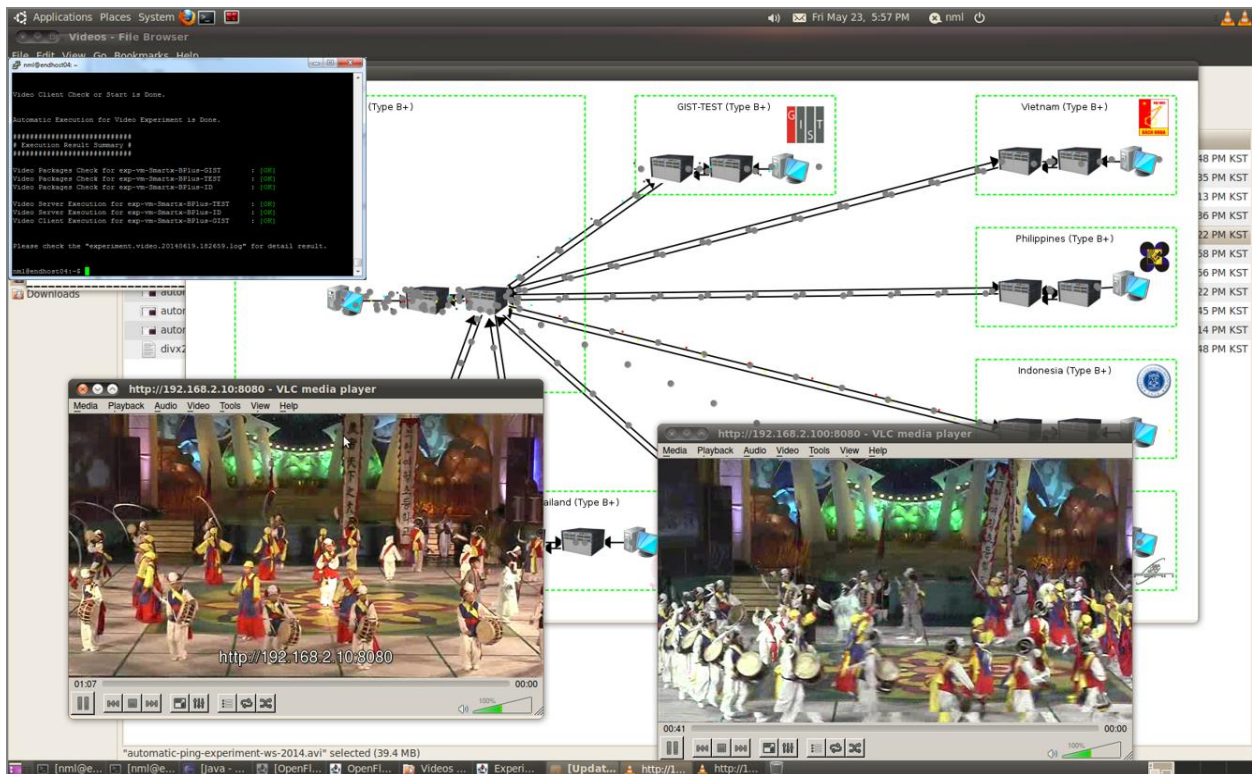 Applications Places System
Fri May 23, 5:57 PM
nml
Videos - File Browser
File Edit View Go Bookmarks Help
nml@endhost04: ~
Video Client Check or Start is Done.
Automatic Execution for Video Experiment is Done.
############################
# Execution Result Summary #
############################
Video Packages Check for exp-vm-Smartx-BPlus-GIST : [OK]
Video Packages Check for exp-vm-Smartx-BPlus-TEST : [OK]
Video Packages Check for exp-vm-Smartx-BPlus-ID : [OK]
Video Server Execution for exp-vm-Smartx-BPlus-TEST : [OK]
Video Server Execution for exp-vm-Smartx-BPlus-ID : [OK]
Video Client Execution for exp-vm-Smartx-BPlus-GIST : [OK]
Please check the "experiment.video.20140619.182659.log" for detail result.
nml@endhost04:~$
(Type B+)
GIST-TEST (Type B+)
GIST
Vietnam (Type B+)
Philippines (Type B+)
Indonesia (Type B+)
ailand (Type B+)
48 PM KST
35 PM KST
13 PM KST
36 PM KST
22 PM KST
58 PM KST
56 PM KST
22 PM KST
45 PM KST
14 PM KST
48 PM KST
Downloads
autor
autor
autor
divx2
http://192.168.2.10:8080 - VLC media player
Media Playback Audio Video Tools View Help
http://192.168.2.10:8080
01:07
00:00
100%
http://192.168.2.100:8080 - VLC media player
Media Playback Audio Video Tools View Help
00:41
00:00
100%
"automatic-ping-experiment-ws-2014.avi" selected (39.4 MB)
[nml@e...
[nml@e...
[Java - ...
[OpenFl...
[OpenFl...
Videos ...
Experi...
[Updat...
http://1...
http://1...